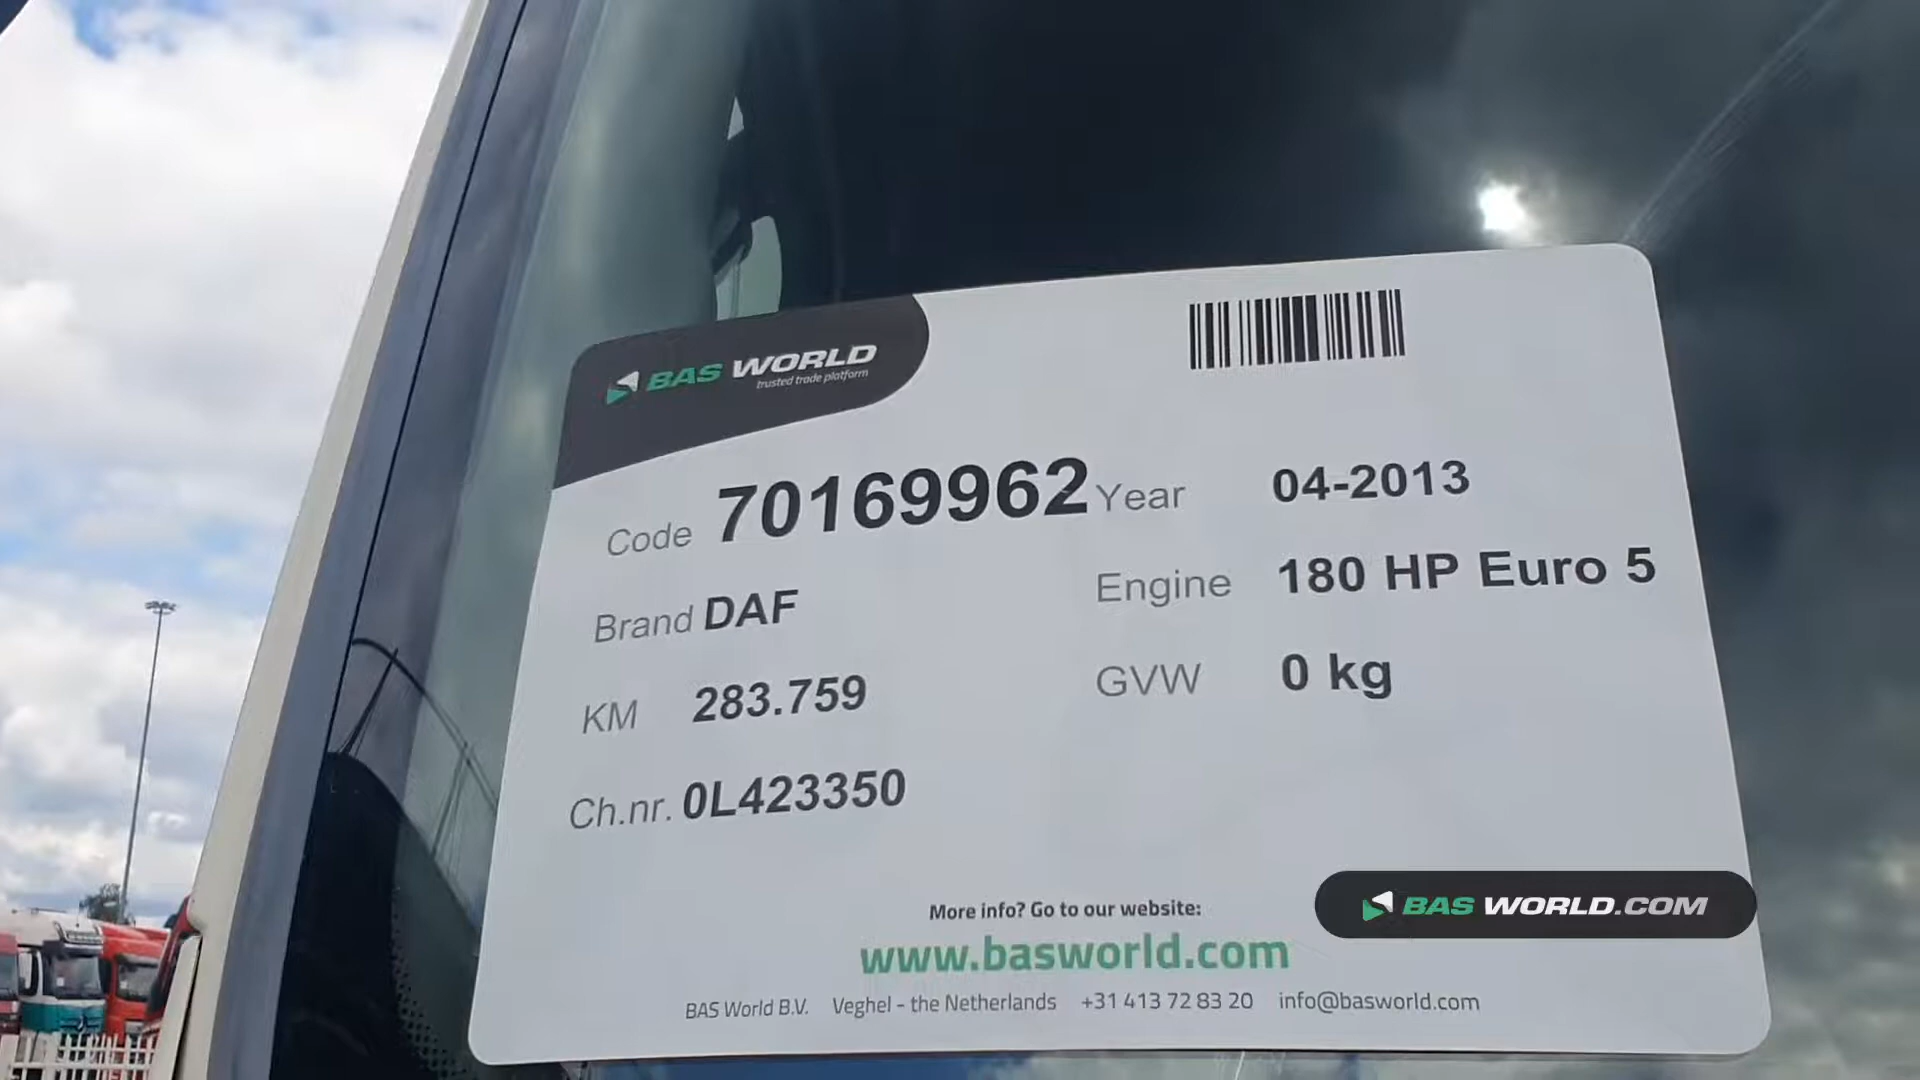 BAS WORLD
trusted trade platform
Code 70169962 Year 04-2013
Brand DAF Engine 180 HP Euro 5
KM 283.759 GVW 0 kg
Ch.nr. 0L423350
More info? Go to our website:
www.basworld.com
BAS World B.V. Veghel - the Netherlands +31 413 72 83 20 info@basworld.com
BAS WORLD.COM